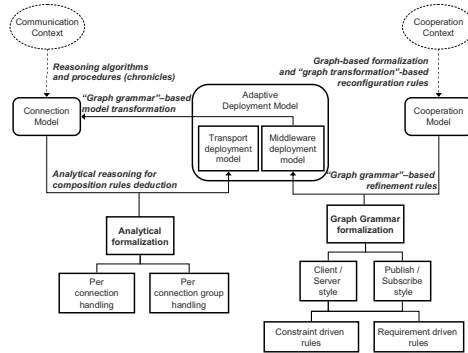 Communication
Context
Cooperation
Context
Reasoning algorithms
and procedures (chronicles)
Graph-based formalization
and “graph transformation”-based
reconfiguration rules
“Graph grammar”–based
model transformation
Adaptive
Deployment Model
Connection
Model
Cooperation
Model
Transport
deployment
model
Middleware
deployment
model
Analytical reasoning for
composition rules deduction
“Graph grammar”–based
refinement rules
Analytical
formalization
Graph Grammar
formalization
Per
connection
handling
Per
connection group
handling
Client /
Server
style
Publish /
Subscribe
style
Constraint driven
rules
Requirement driven
rules